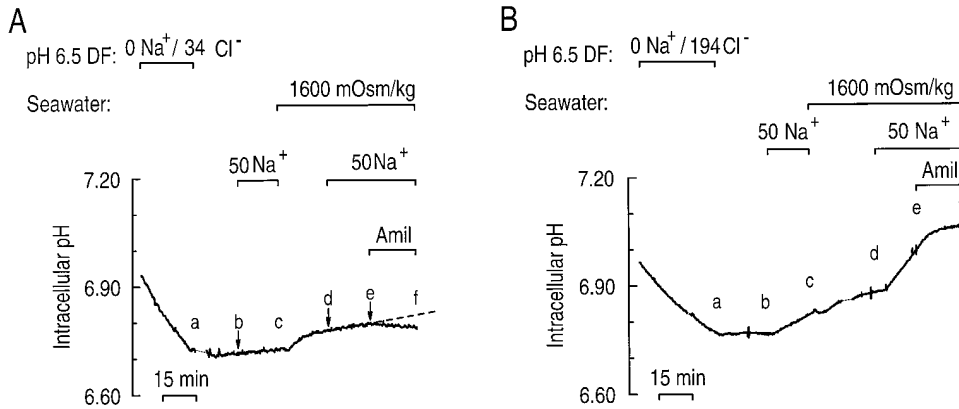 A
pH 6.5 DF: 0 Na+ / 34 Cl-
Seawater:
1600 mOsm/kg
50 Na+
50 Na+
Amil
7.20
6.90
6.60
Intracellular pH
a
b
c
d
e
f
15 min
B
pH 6.5 DF: 0 Na+ / 194 Cl-
Seawater:
1600 mOsm/kg
50 Na+
50 Na+
Amil
7.20
6.90
6.60
Intracellular pH
a
b
c
d
e
15 min